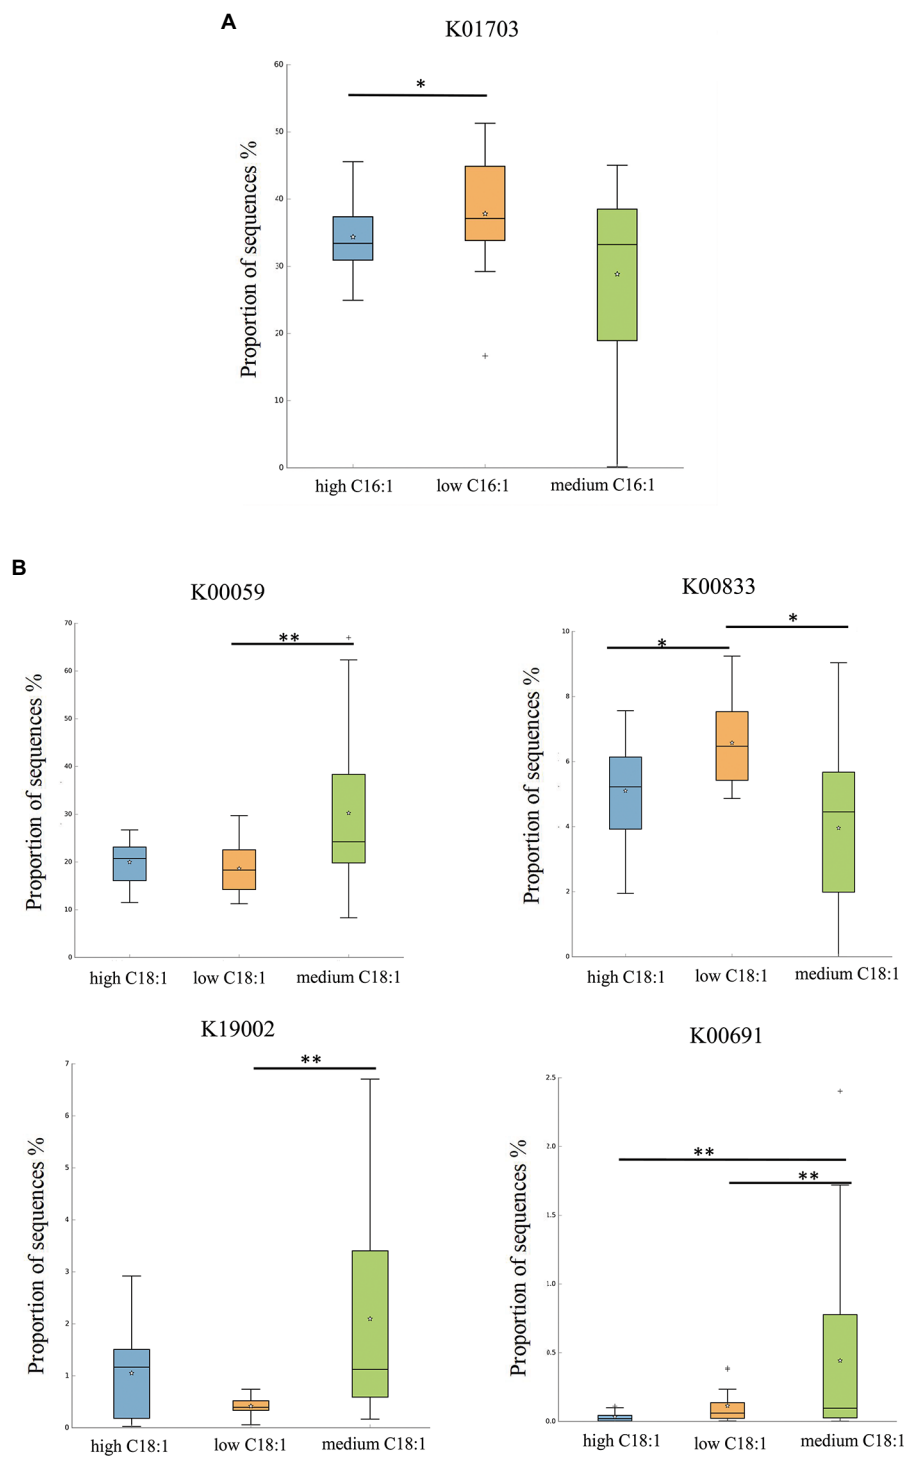 A
K01703
*
Proportion of sequences %
60
50
40
30
20
10
0
high C16:1 low C16:1 medium C16:1
B
K00059
**
Proportion of sequences %
70
60
50
40
30
20
10
0
high C18:1 low C18:1 medium C18:1
K00833
* *
Proportion of sequences %
10
8
6
4
2
0
high C18:1 low C18:1 medium C18:1
K19002
**
Proportion of sequences %
7
6
5
4
3
2
1
0
high C18:1 low C18:1 medium C18:1
K00691
**
**
Proportion of sequences %
2.5
2.0
1.5
1.0
0.5
0.0
high C18:1 low C18:1 medium C18:1